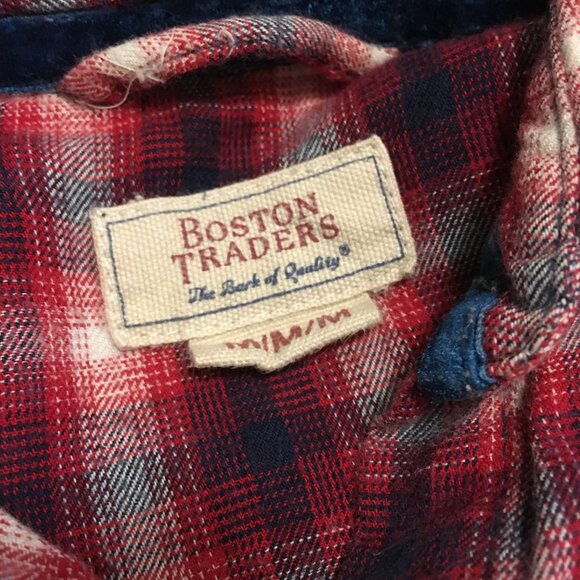 BOSTON
TRADERS
The Bark of Quality®
M/M/M